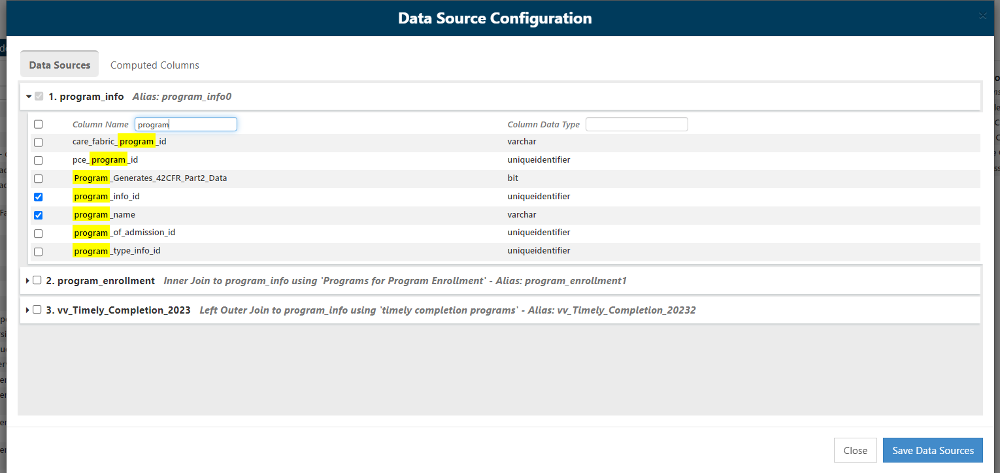 Data Source Configuration
Data Sources Computed Columns
1. program_info Alias: program_info0
Column Name program Column Data Type
care_fabric_program_id varchar
pce_program_id uniqueidentifier
Program_Generates_42CFR_Part2_Data bit
program_info_id uniqueidentifier
program_name varchar
program_of_admission_id uniqueidentifier
program_type_info_id uniqueidentifier
2. program_enrollment Inner Join to program_info using 'Programs for Program Enrollment' - Alias: program_enrollment1
3. vv_Timely_Completion_2023 Left Outer Join to program_info using 'timely completion programs' - Alias: vv_Timely_Completion_20232
Close Save Data Sources